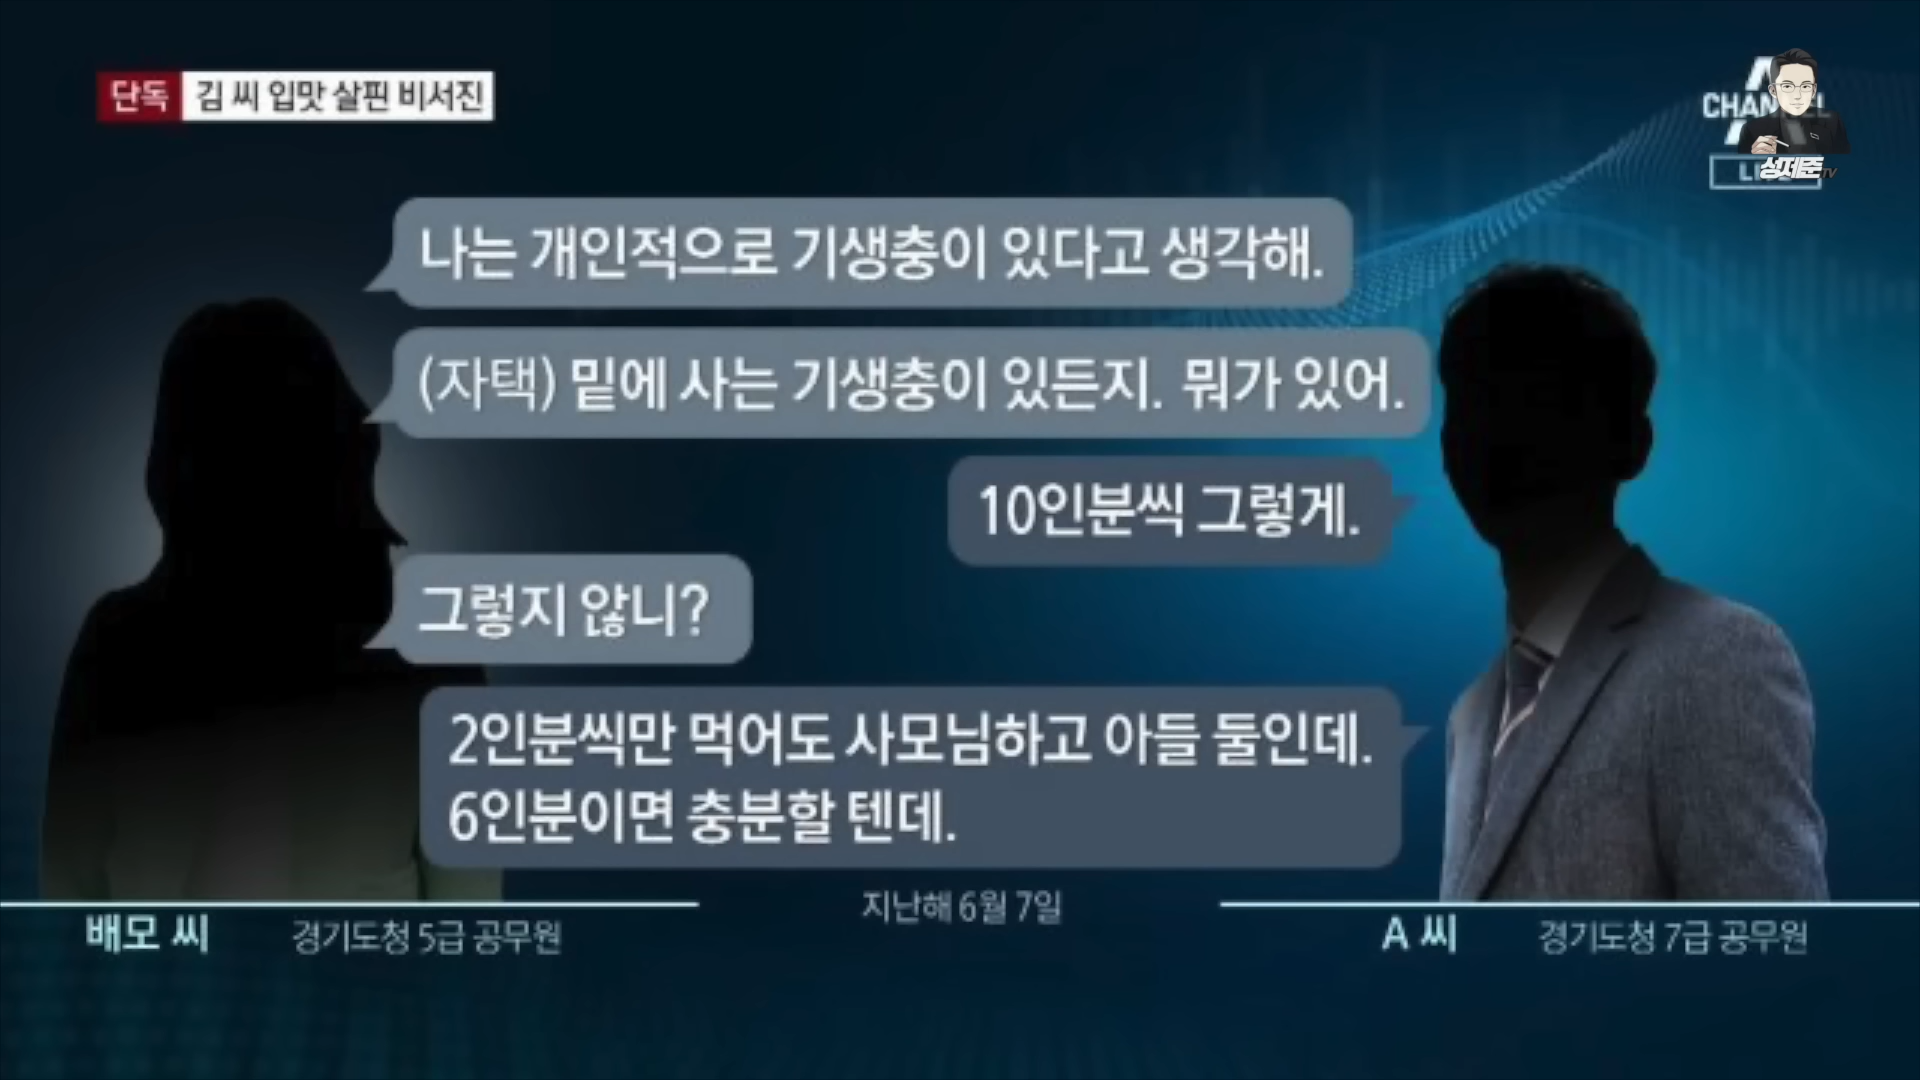 단독 김 씨 입맛 살핀 비서진
CHANNEL
성제준TV
나는 개인적으로 기생충이 있다고 생각해.
(자택) 밑에 사는 기생충이 있든지. 뭐가 있어.
10인분씩 그렇게.
그렇지 않니?
2인분씩만 먹어도 사모님하고 아들 둘인데.
6인분이면 충분할 텐데.
지난해 6월 7일
배모 씨 경기도청 5급 공무원
A 씨 경기도청 7급 공무원